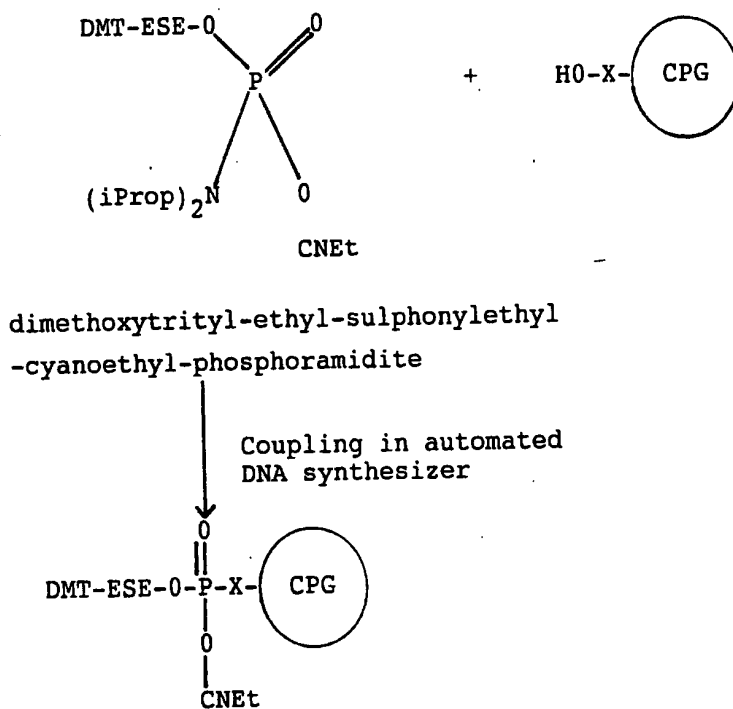 DMT-ESE-O O
P + HO-X- CPG
(iProp)2N O
CNEt
dimethoxytrityl-ethyl-sulphonylethyl
-cyanoethyl-phosphoramidite
Coupling in automated
DNA synthesizer
O
DMT-ESE-O-P-X- CPG
O
CNEt